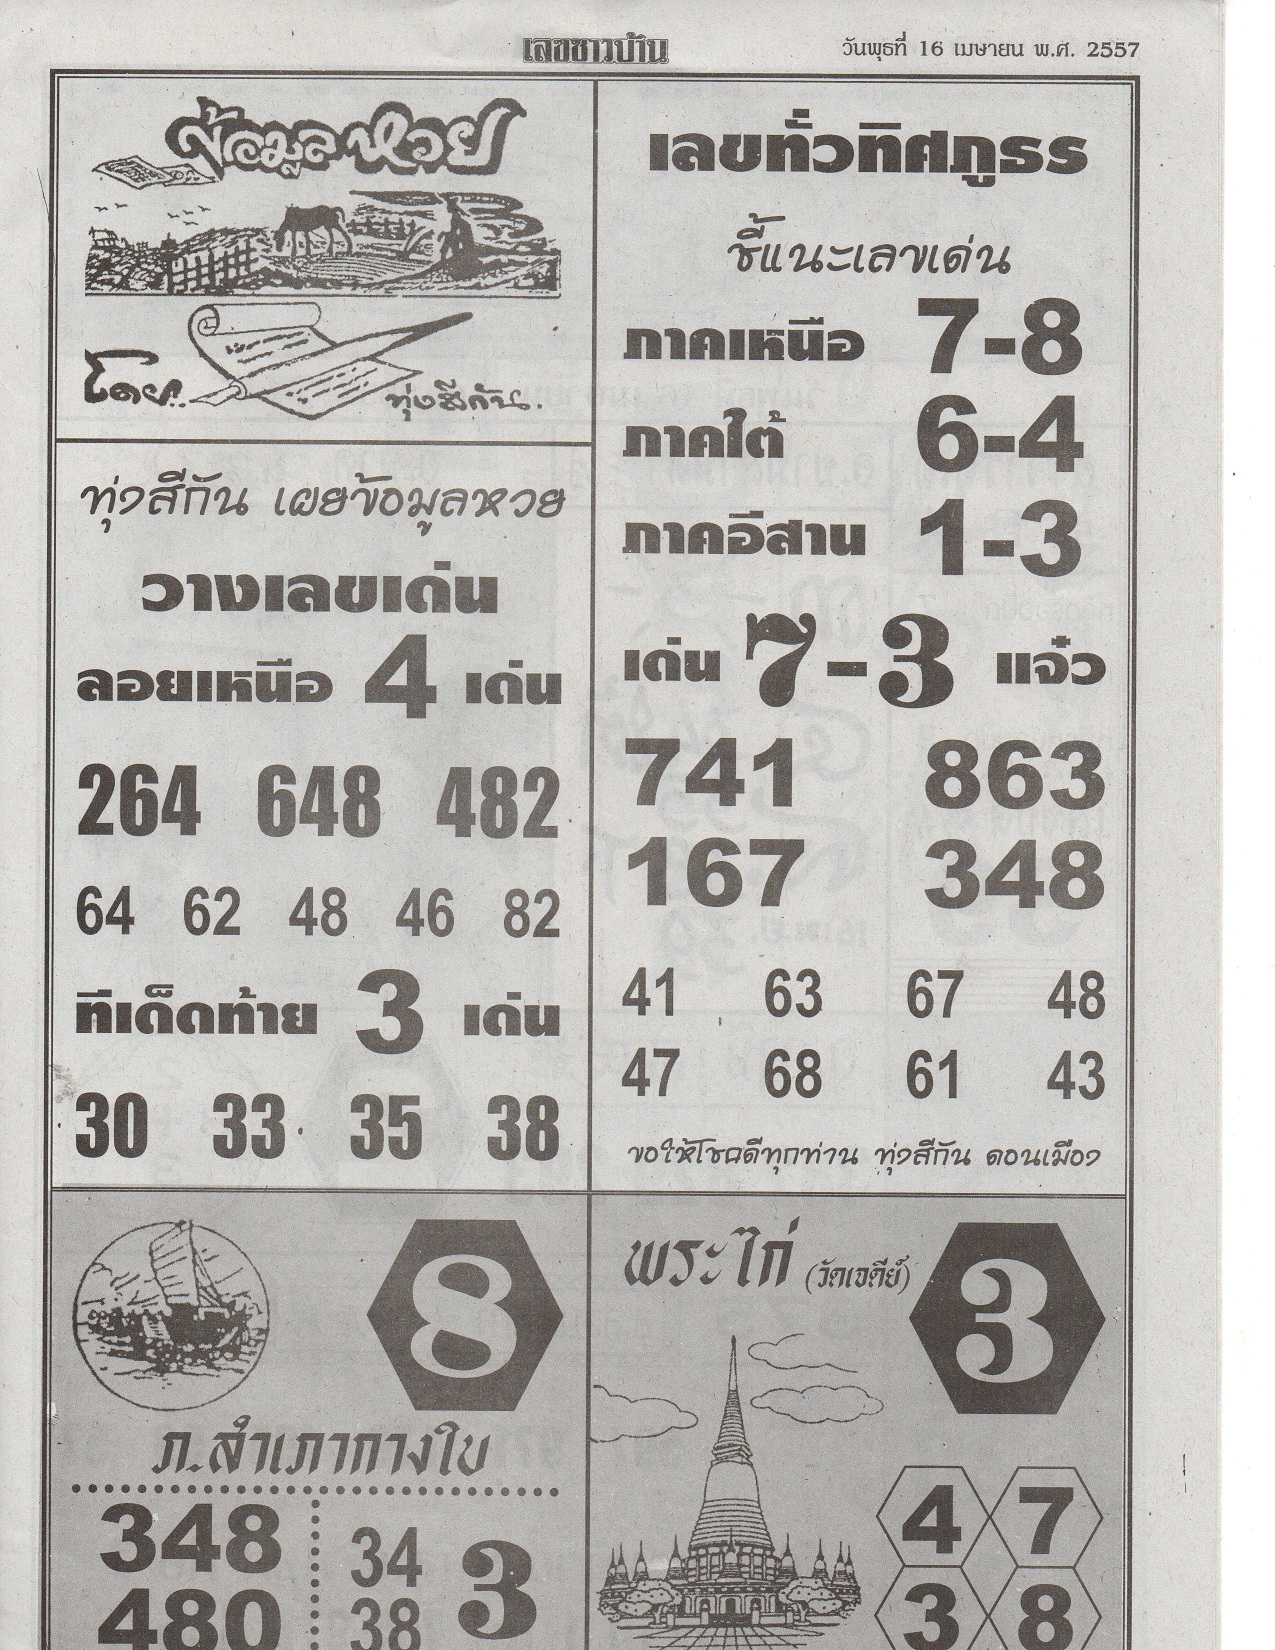 เลขชาวบ้าน
วันพุธที่ 16 เมษายน พ.ศ. 2557
ข้อมูลหวย
โดย..
ทุ่งสีกัน.
ทุ่งสีกัน เผยข้อมูลหวย
วางเลขเด่น
ลอยเหนือ 4 เด่น
264 648 482
64 62 48 46 82
ทีเด็ดท้าย 3 เด่น
30 33 35 38
เลขทั่วทิศภูธร
ชี้แนะเลขเด่น
ภาคเหนือ 7-8
ภาคใต้ 6-4
ภาคอีสาน 1-3
เด่น 7-3 แจ๋ว
741 863
167 348
41 63 67 48
47 68 61 43
ขอให้โชคดีทุกท่าน ทุ่งสีกัน ดอนเมือง
8
ภ.สำเภากางใบ
348 34 3
480 38
พระไก่ (วัดเจดีย์) 3
4 7
3 8